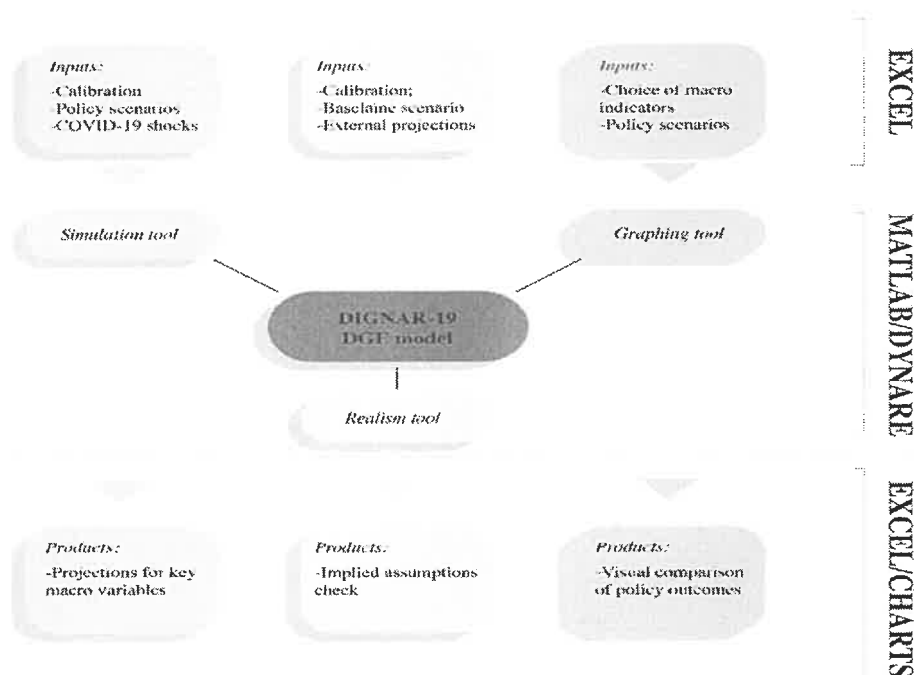 Inputs:
-Calibration
-Policy scenarios
-COVID-19 shocks
Inputs:
-Calibration;
-Baselaine scenario
-External projections
Inputs:
-Choice of macro
indicators
-Policy scenarios
EXCEL
Simulation tool
Graphing tool
DIGNAR-19
DGE model
Realism tool
MATLAB/DYNARE
Products:
-Projections for key
macro variables
Products:
-Implied assumptions
check
Products:
-Visual comparison
of policy outcomes
EXCEL/CHARTS